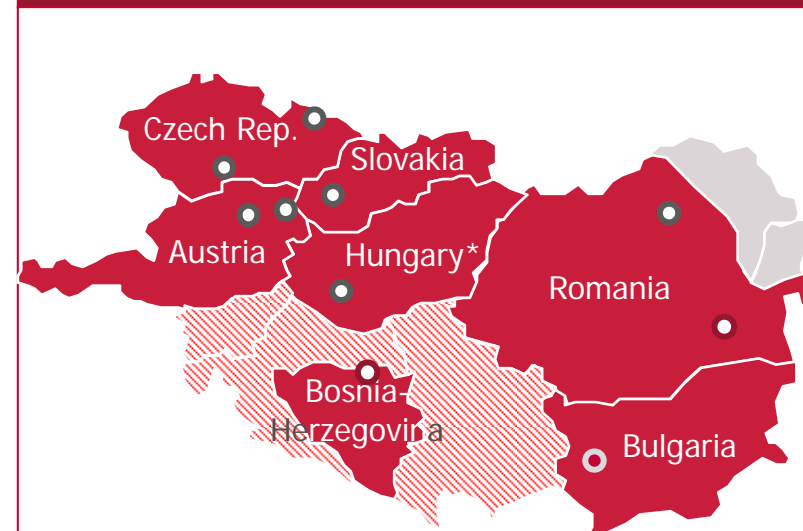 Czech Rep.
Slovakia
Austria
Hungary*
Romania
Bosnia-
Herzegovina
Bulgaria